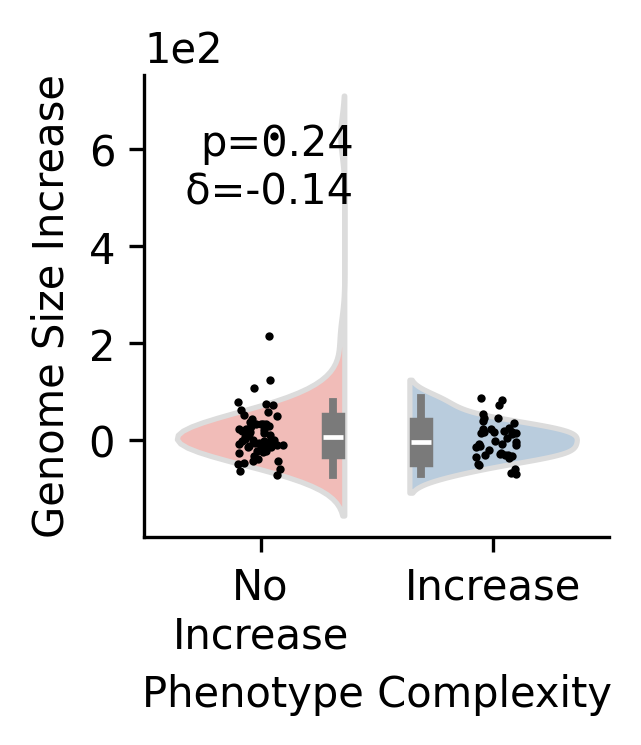 1e2
Genome Size Increase
6
4
2
0
p=0.24
δ=-0.14
No
Increase
Increase
Phenotype Complexity